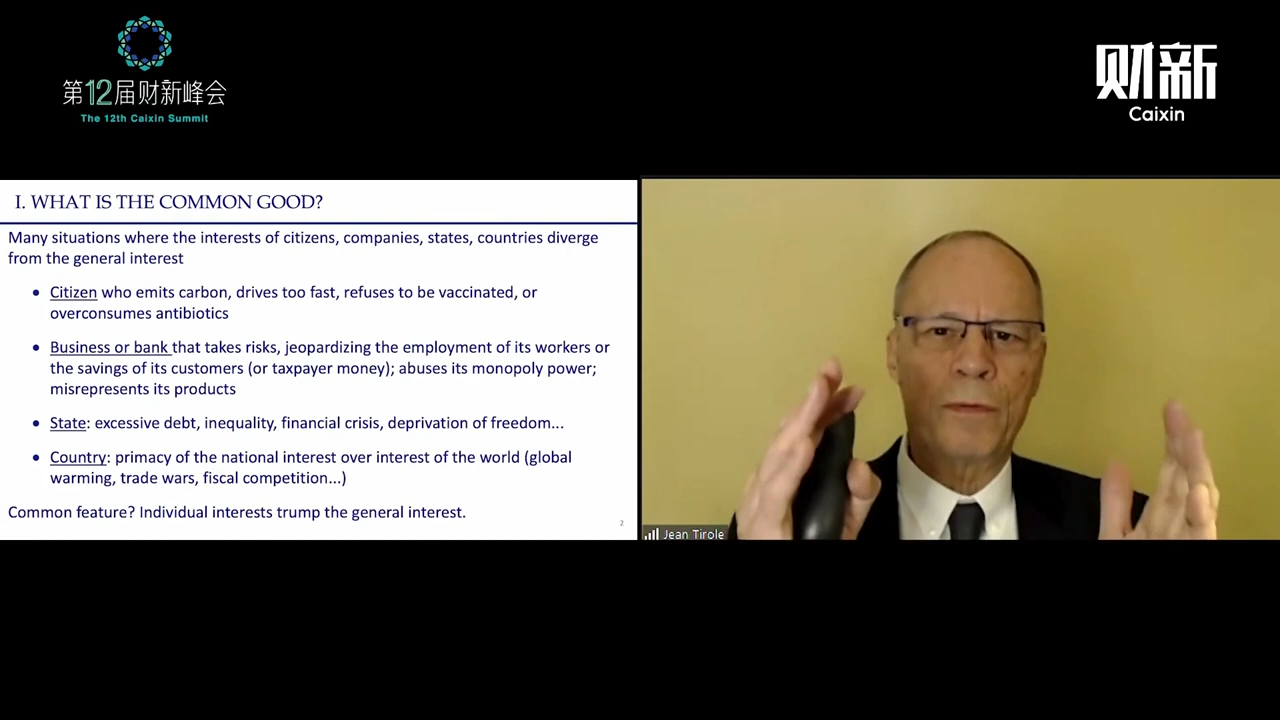 第12届财新峰会
The 12th Caixin Summit
财新
Caixin
I. WHAT IS THE COMMON GOOD?
Many situations where the interests of citizens, companies, states, countries diverge
from the general interest
• Citizen who emits carbon, drives too fast, refuses to be vaccinated, or
overconsumes antibiotics
• Business or bank that takes risks, jeopardizing the employment of its workers or
the savings of its customers (or taxpayer money); abuses its monopoly power;
misrepresents its products
• State: excessive debt, inequality, financial crisis, deprivation of freedom...
• Country: primacy of the national interest over interest of the world (global
warming, trade wars, fiscal competition...)
Common feature? Individual interests trump the general interest.
2
Jean Tirole